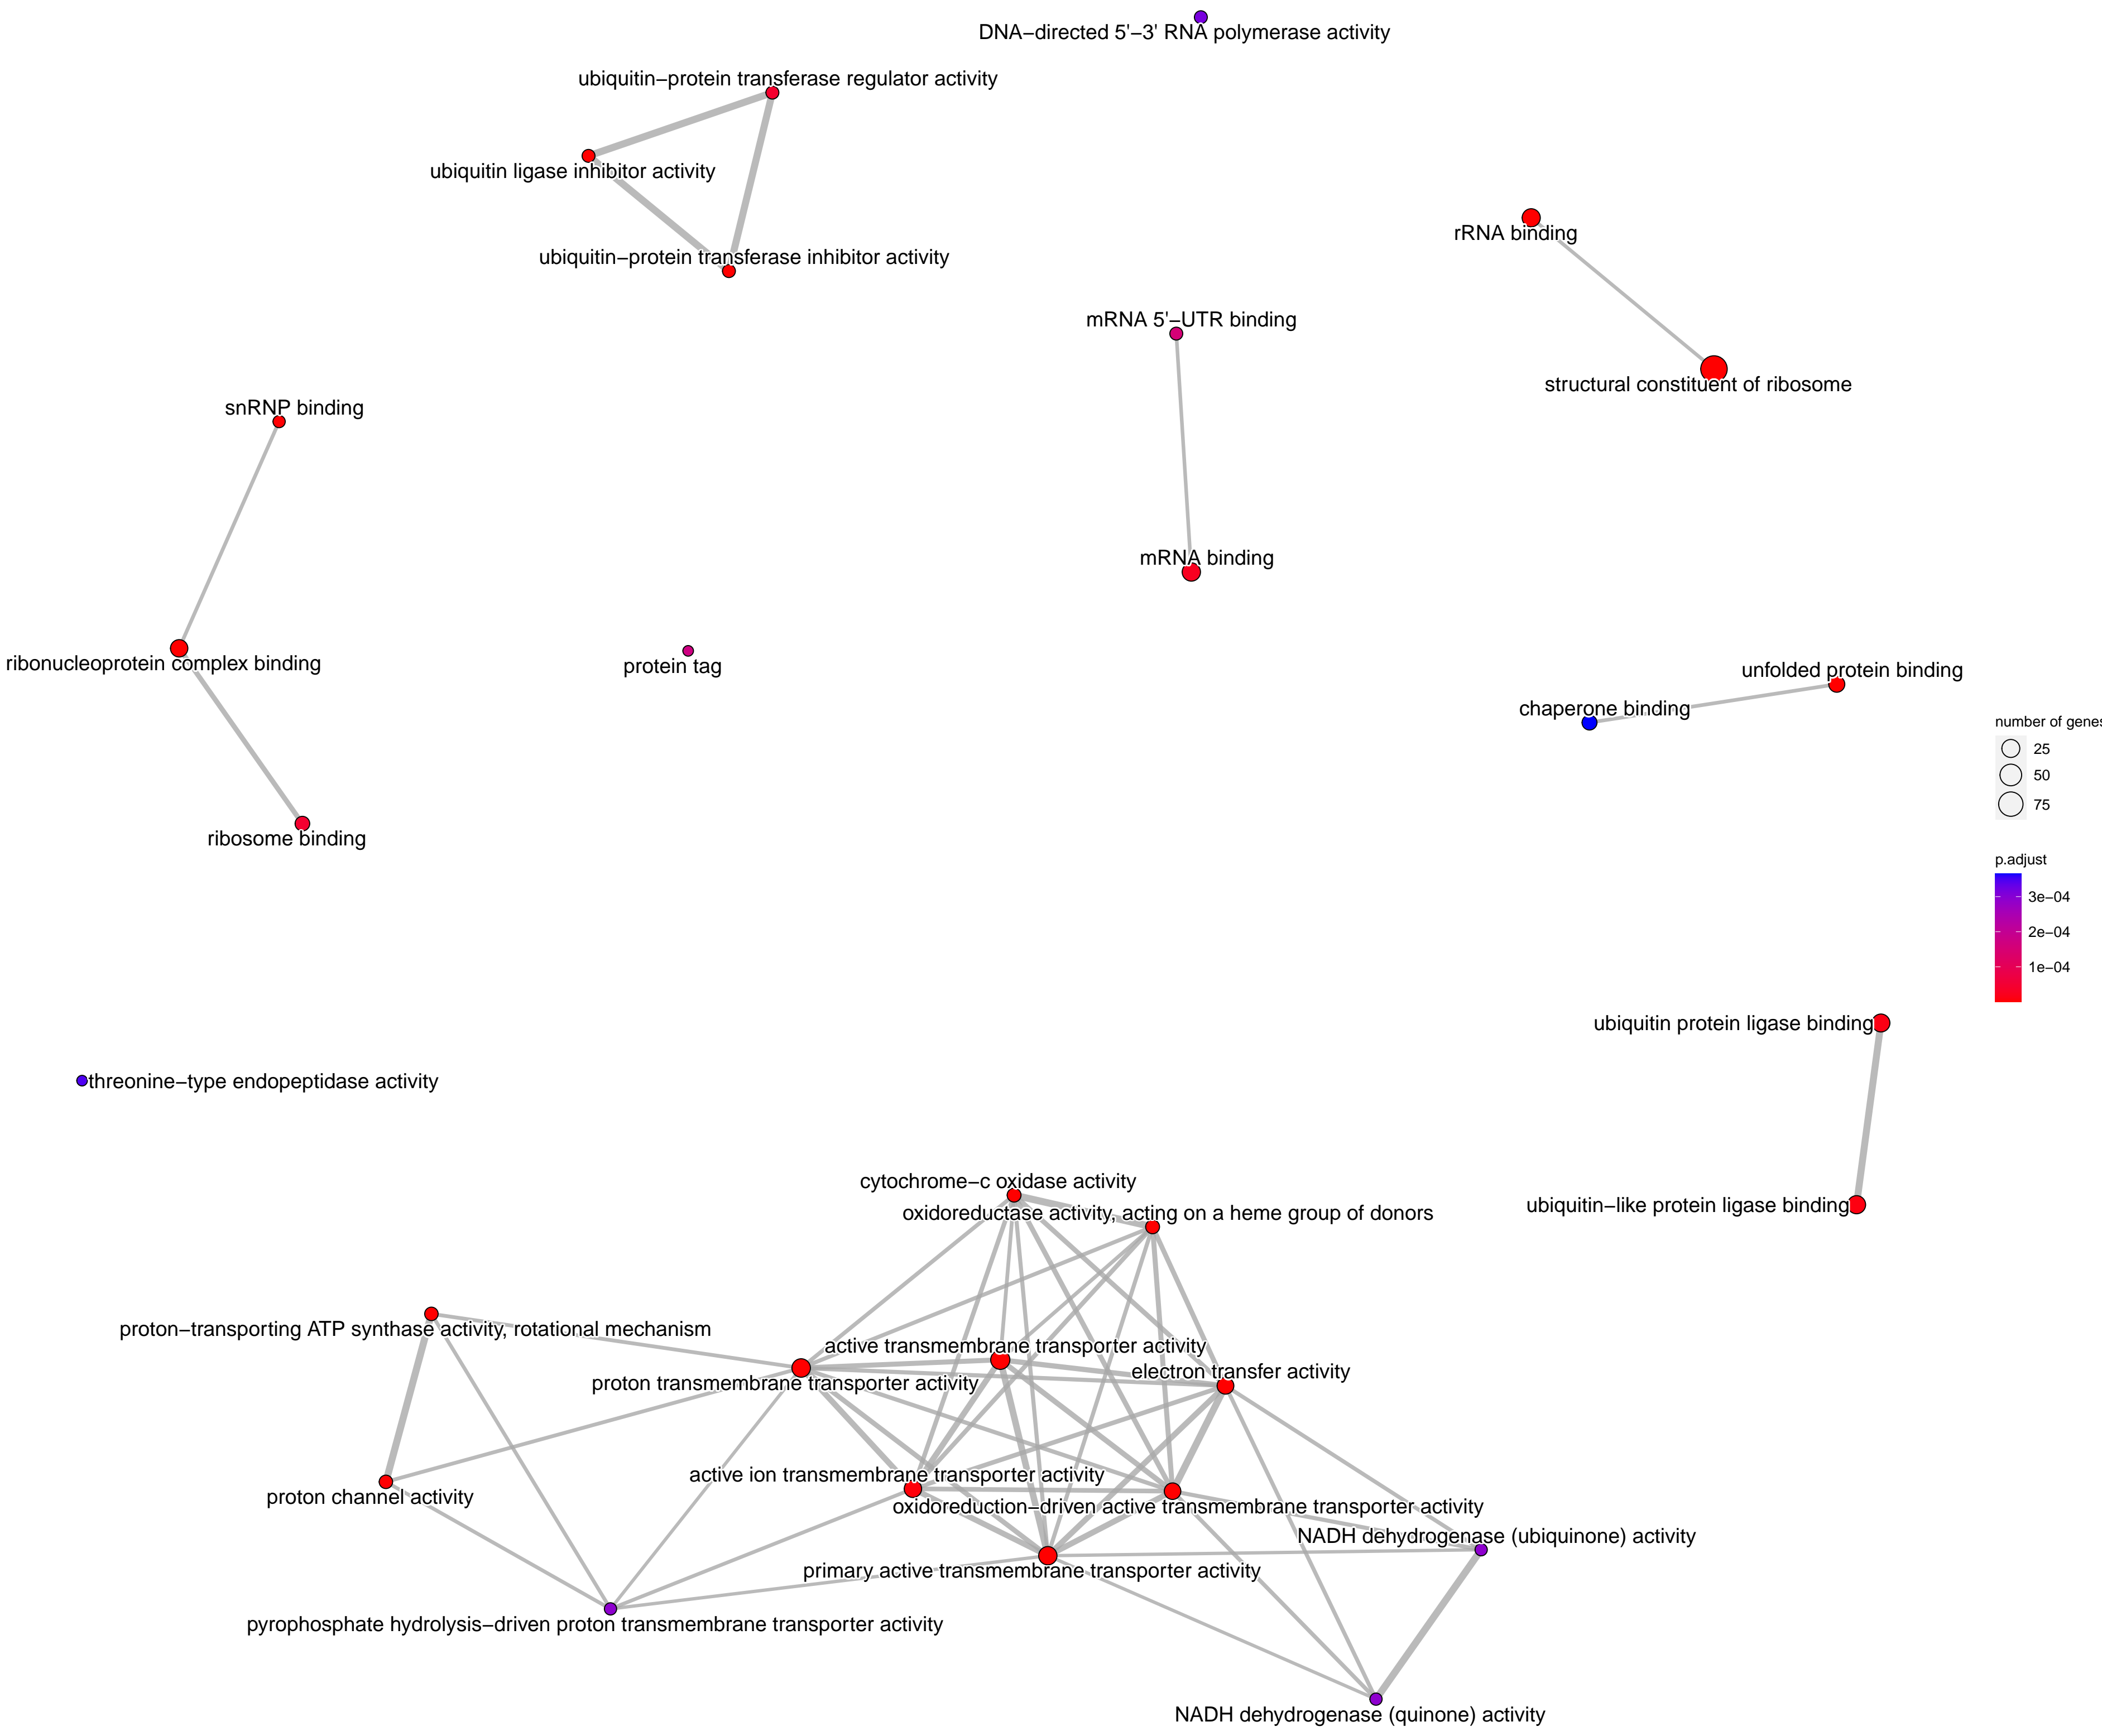 DNA−directed 5'−3' RNA polymerase activity
ubiquitin−protein transferase regulator activity
ubiquitin ligase inhibitor activity
rRNA binding
ubiquitin−protein transferase inhibitor activity
mRNA 5'−UTR binding
structural constituent of ribosome
snRNP binding
mRNA binding
ribonucleoprotein complex binding
protein tag
unfolded protein binding
chaperone binding
number of genes
25
50
75
ribosome binding
p.adjust
3e−04
2e−04
1e−04
ubiquitin protein ligase binding
threonine−type endopeptidase activity
cytochrome−c oxidase activity
ubiquitin−like protein ligase binding
oxidoreductase activity, acting on a heme group of donors
proton−transporting ATP synthase activity, rotational mechanism
active transmembrane transporter activity
electron transfer activity
proton transmembrane transporter activity
active ion transmembrane transporter activity
proton channel activity
oxidoreduction−driven active transmembrane transporter activity
NADH dehydrogenase (ubiquinone) activity
primary active transmembrane transporter activity
pyrophosphate hydrolysis−driven proton transmembrane transporter activity
NADH dehydrogenase (quinone) activity